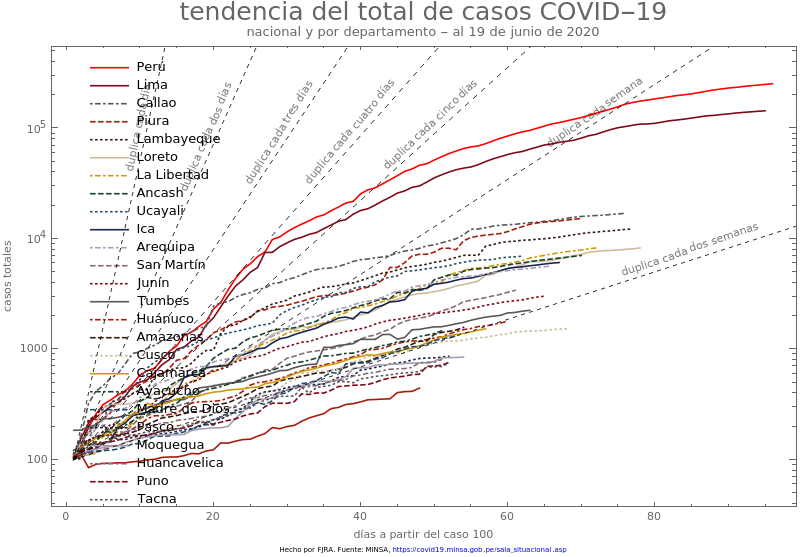 tendencia del total de casos COVID−19
nacional y por departamento − al 19 de junio de 2020
Perú
Lima
Callao
Piura
Lambayeque
Loreto
La Libertad
Ancash
Ucayali
Ica
Arequipa
San Martín
Junín
Tumbes
Huánuco
Amazonas
Cusco
Cajamarca
Ayacucho
Madre de Dios
Pasco
Moquegua
Huancavelica
Puno
Tacna
duplica cada día
duplica cada dos días
duplica cada tres días
duplica cada cuatro días
duplica cada cinco días
duplica cada semana
duplica cada dos semanas
casos totales
10⁵
10⁴
1000
100
0 20 40 60 80
días a partir del caso 100
Hecho por FJRA. Fuente: MINSA, https://covid19.minsa.gob.pe/sala_situacional.asp